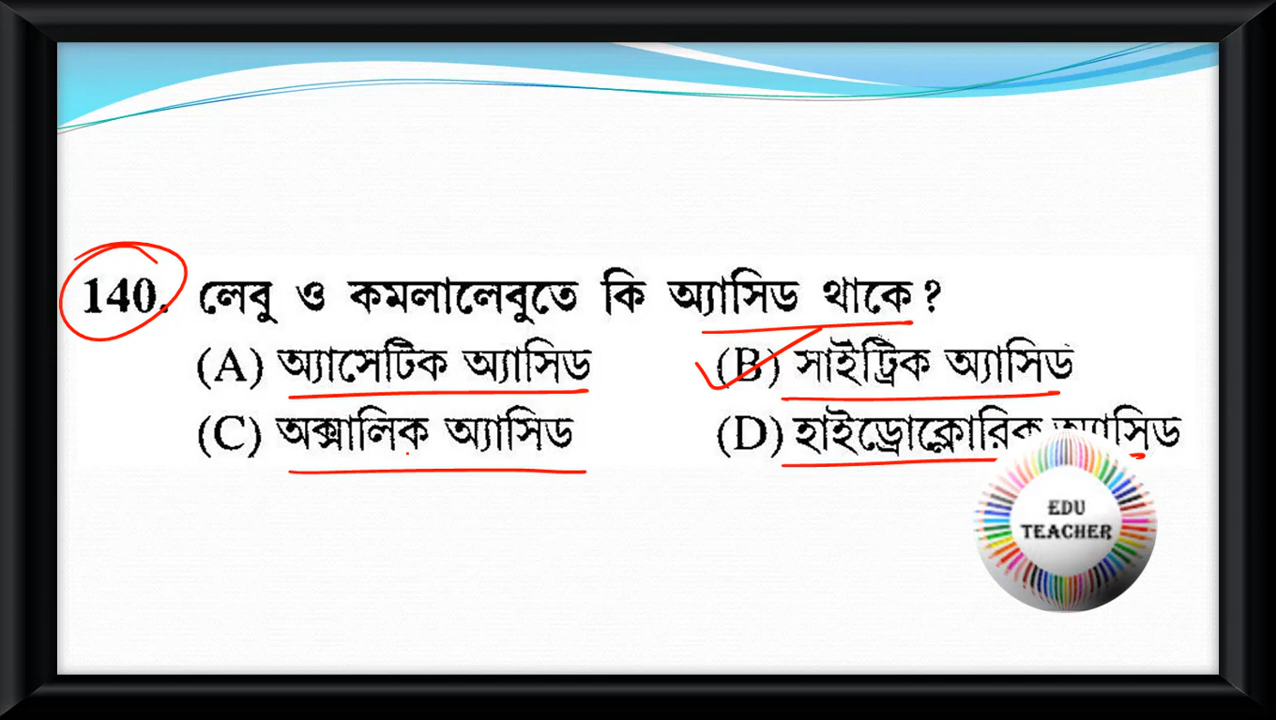 140. লেবু ও কমলালেবুতে কি অ্যাসিড থাকে?
(A) অ্যাসেটিক অ্যাসিড (B) সাইট্রিক অ্যাসিড
(C) অক্সালিক অ্যাসিড (D) হাইড্রোক্লোরিক অ্যাসিড
EDU
TEACHER